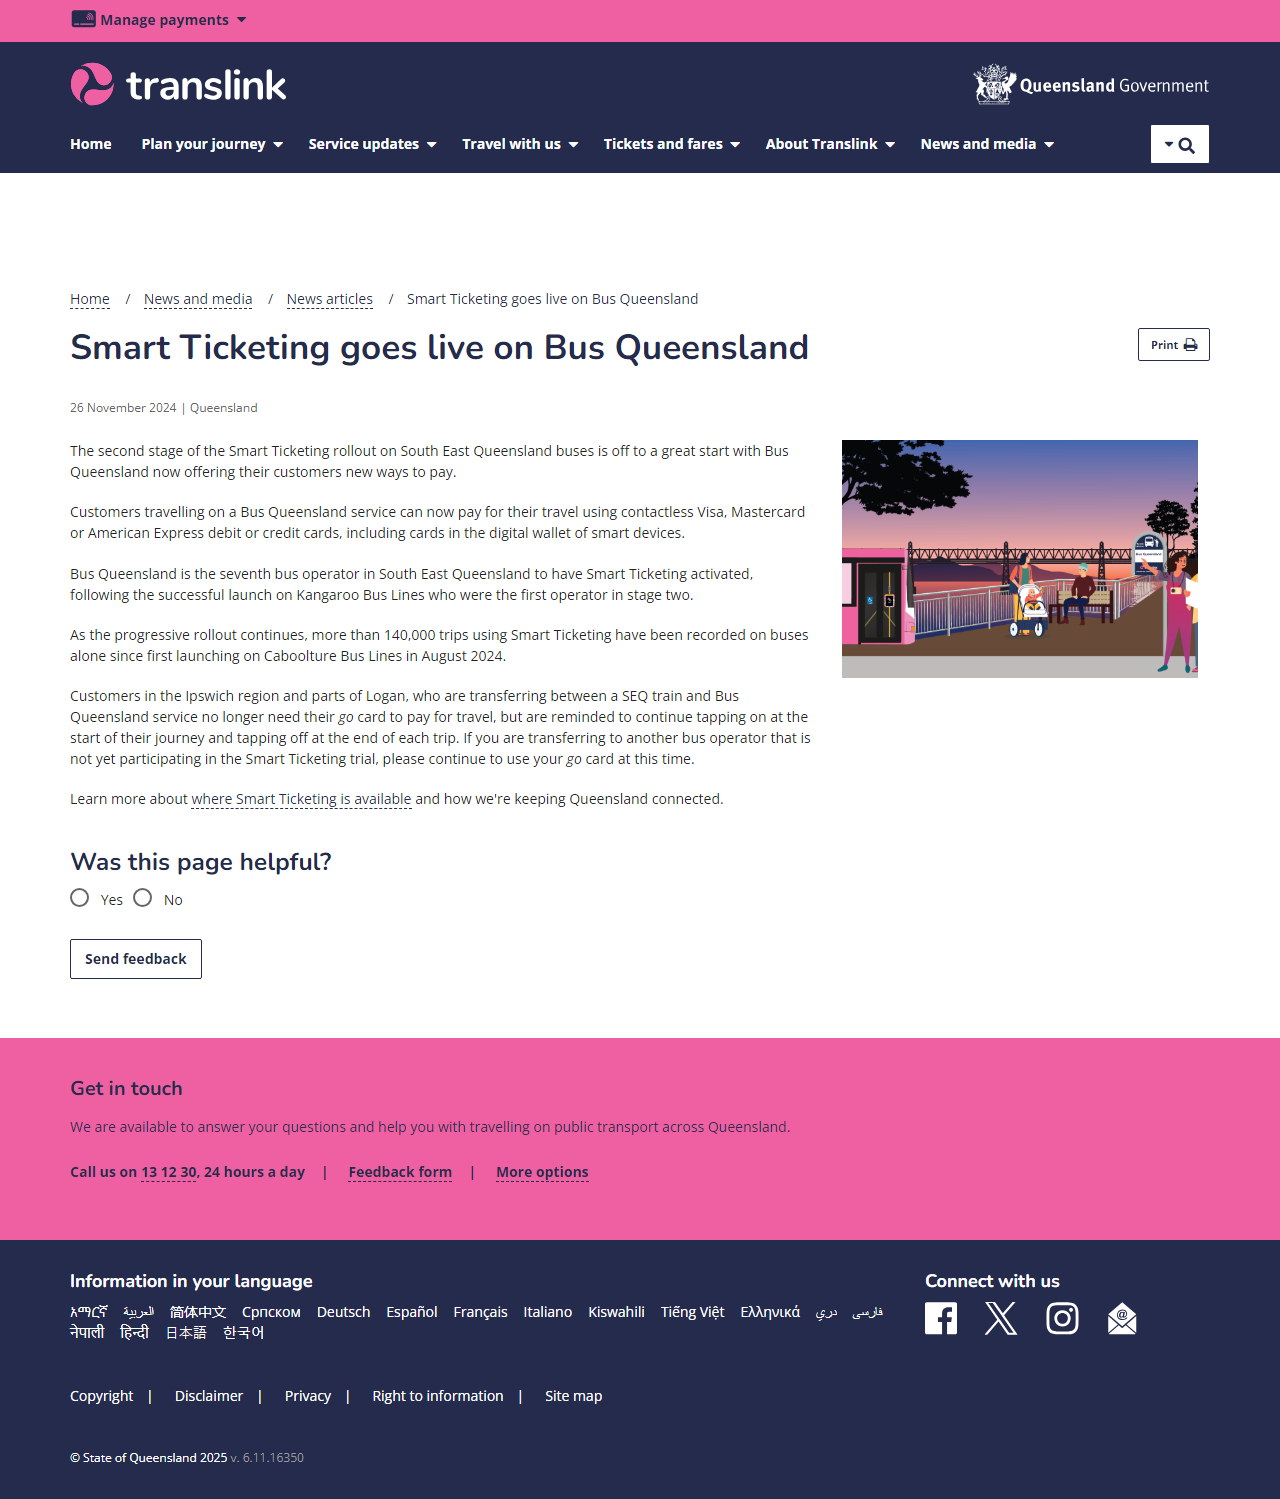 Manage payments
translink
Queensland Government
Home Plan your journey Service updates Travel with us Tickets and fares About Translink News and media
Home / News and media / News articles / Smart Ticketing goes live on Bus Queensland
Smart Ticketing goes live on Bus Queensland
Print
26 November 2024 | Queensland
The second stage of the Smart Ticketing rollout on South East Queensland buses is off to a great start with Bus
Queensland now offering their customers new ways to pay.
Customers travelling on a Bus Queensland service can now pay for their travel using contactless Visa, Mastercard
or American Express debit or credit cards, including cards in the digital wallet of smart devices.
Bus Queensland is the seventh bus operator in South East Queensland to have Smart Ticketing activated,
following the successful launch on Kangaroo Bus Lines who were the first operator in stage two.
As the progressive rollout continues, more than 140,000 trips using Smart Ticketing have been recorded on buses
alone since first launching on Caboolture Bus Lines in August 2024.
Customers in the Ipswich region and parts of Logan, who are transferring between a SEQ train and Bus
Queensland service no longer need their go card to pay for travel, but are reminded to continue tapping on at the
start of their journey and tapping off at the end of each trip. If you are transferring to another bus operator that is
not yet participating in the Smart Ticketing trial, please continue to use your go card at this time.
Learn more about where Smart Ticketing is available and how we're keeping Queensland connected.
Bus Queensland
Was this page helpful?
Yes No
Send feedback
Get in touch
We are available to answer your questions and help you with travelling on public transport across Queensland.
Call us on 13 12 30, 24 hours a day | Feedback form | More options
Information in your language
አማርኛ العربية 简体中文 Српском Deutsch Español Français Italiano Kiswahili Tiếng Việt Ελληνικά دري فارسی
नेपाली हिन्दी 日本語 한국어
Connect with us
Copyright | Disclaimer | Privacy | Right to information | Site map
© State of Queensland 2025 v. 6.11.16350